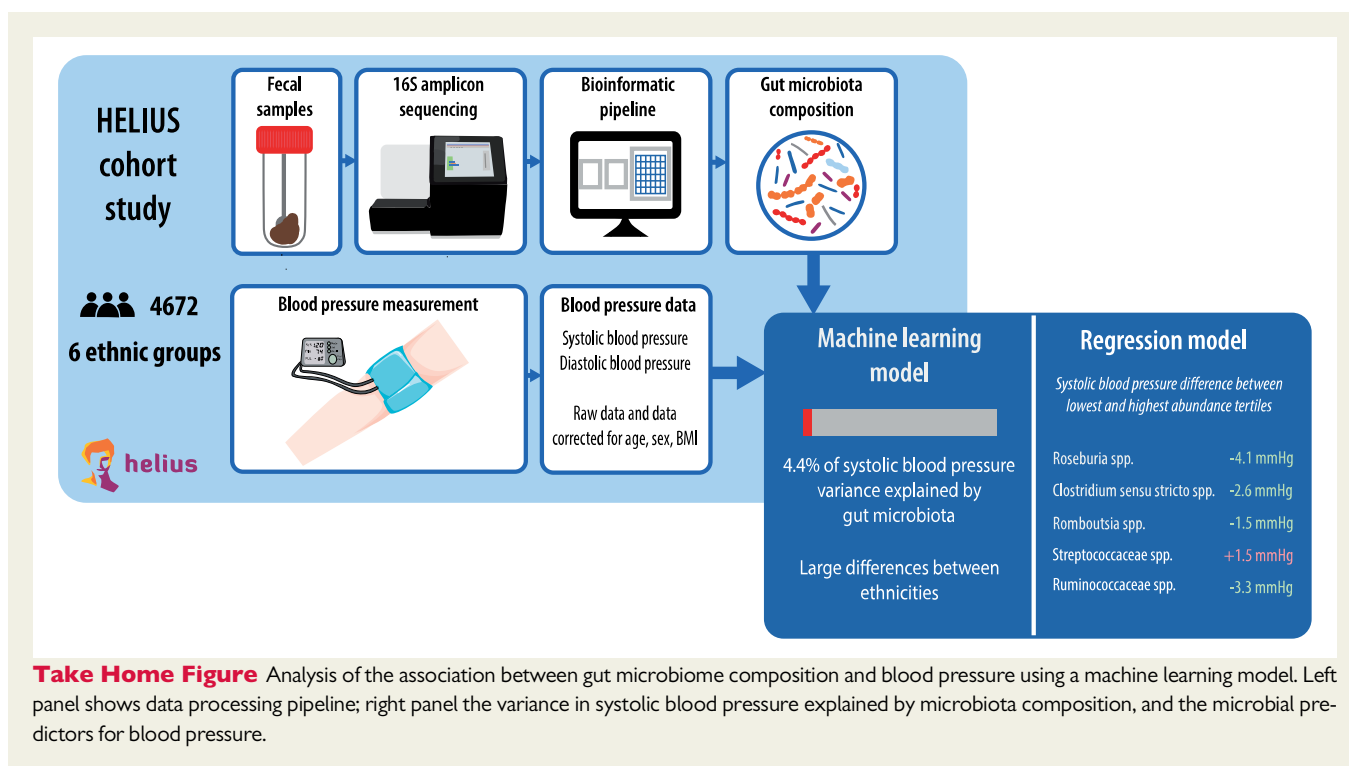 HELIUS
cohort
study
Fecal
samples
16S amplicon
sequencing
Bioinformatic
pipeline
Gut microbiota
composition
4672
6 ethnic groups
helius
Blood pressure measurement
Blood pressure data
Systolic blood pressure
Diastolic blood pressure
Raw data and data
corrected for age, sex, BMI
Machine learning
model
4.4% of systolic blood pressure
variance explained by
gut microbiota
Large differences between
ethnicities
Regression model
Systolic blood pressure difference between
lowest and highest abundance tertiles
Roseburia spp. -4.1 mmHg
Clostridium sensu stricto spp. -2.6 mmHg
Romboutsia spp. -1.5 mmHg
Streptococcaceae spp. +1.5 mmHg
Ruminococcaceae spp. -3.3 mmHg
Take Home Figure Analysis of the association between gut microbiome composition and blood pressure using a machine learning model. Left
panel shows data processing pipeline; right panel the variance in systolic blood pressure explained by microbiota composition, and the microbial pre-
dictors for blood pressure.